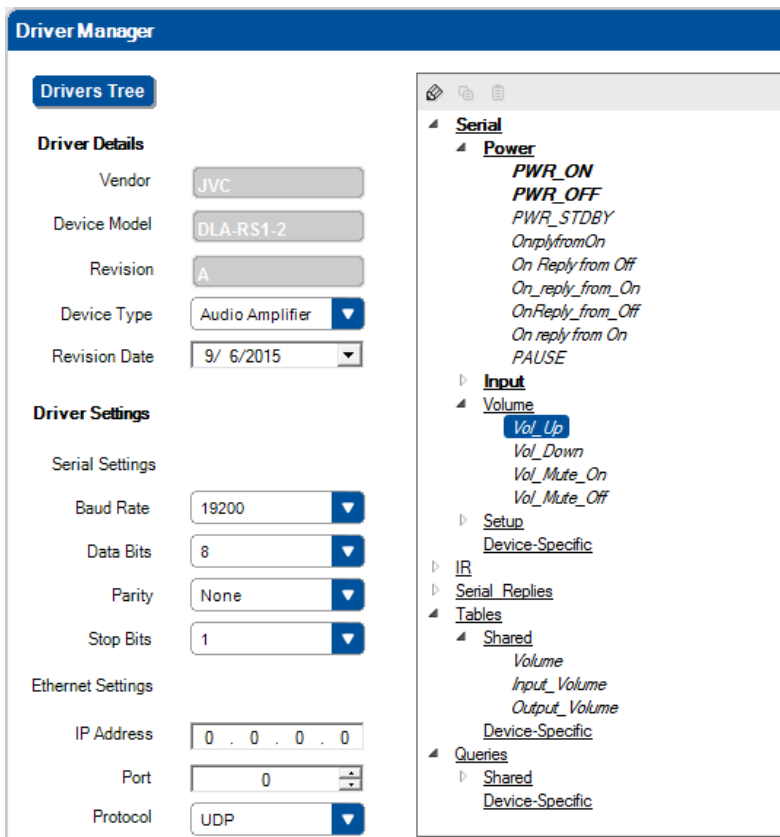 Driver Manager
Drivers Tree
Driver Details
Vendor JVC
Device Model DLA-RS1-2
Revision A
Device Type Audio Amplifier
Revision Date 9/ 6/2015
Driver Settings
Serial Settings
Baud Rate 19200
Data Bits 8
Parity None
Stop Bits 1
Ethernet Settings
IP Address 0 . 0 . 0 . 0
Port 0
Protocol UDP
Serial
Power
PWR_ON
PWR_OFF
PWR_STDBY
OnrplyfromOn
On Reply from Off
On_reply_from_On
OnReply_from_Off
On reply from On
PAUSE
Input
Volume
Vol_Up
Vol_Down
Vol_Mute_On
Vol_Mute_Off
Setup
Device-Specific
IR
Serial_Replies
Tables
Shared
Volume
Input_Volume
Output_Volume
Device-Specific
Queries
Shared
Device-Specific